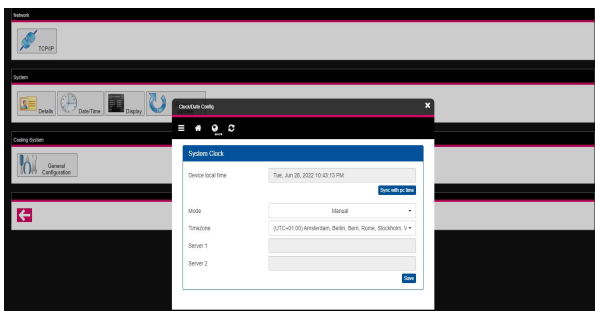 Network
TCP/IP
System
Details
Date/Time
Display
Clock/Date Config
×
System Clock
Device local time
Tue, Jun 28, 2022 10:43:13 PM
Sync with pc time
Mode
Manual
Timezone
(UTC+01:00) Amsterdam, Berlin, Bern, Rome, Stockholm, V
Server 1
Server 2
Save
Cooling System
General
Configuration